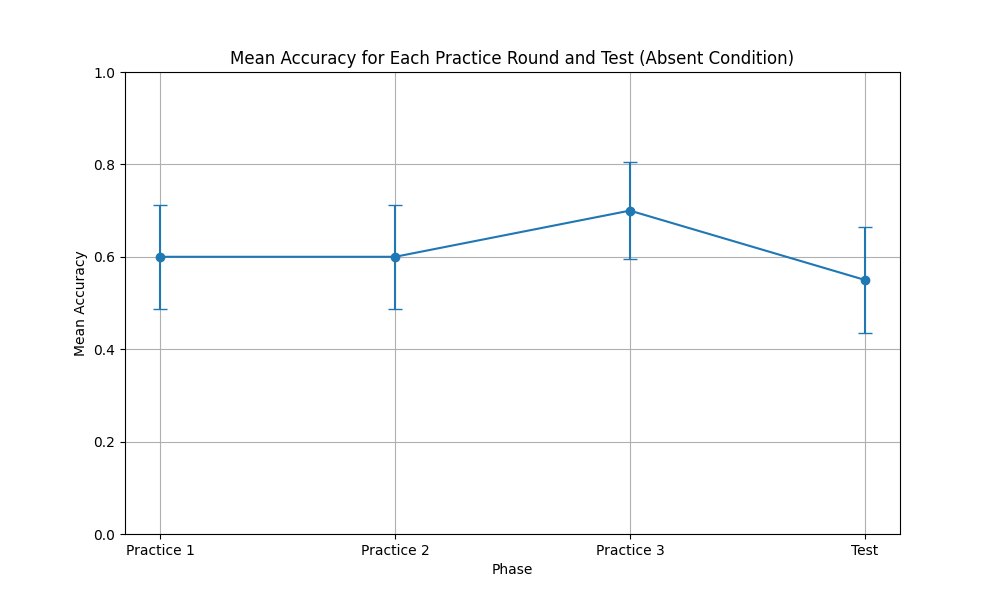 Mean Accuracy for Each Practice Round and Test (Absent Condition)
1.0
0.8
0.6
0.4
0.2
0.0
Mean Accuracy
Practice 1
Practice 2
Practice 3
Test
Phase